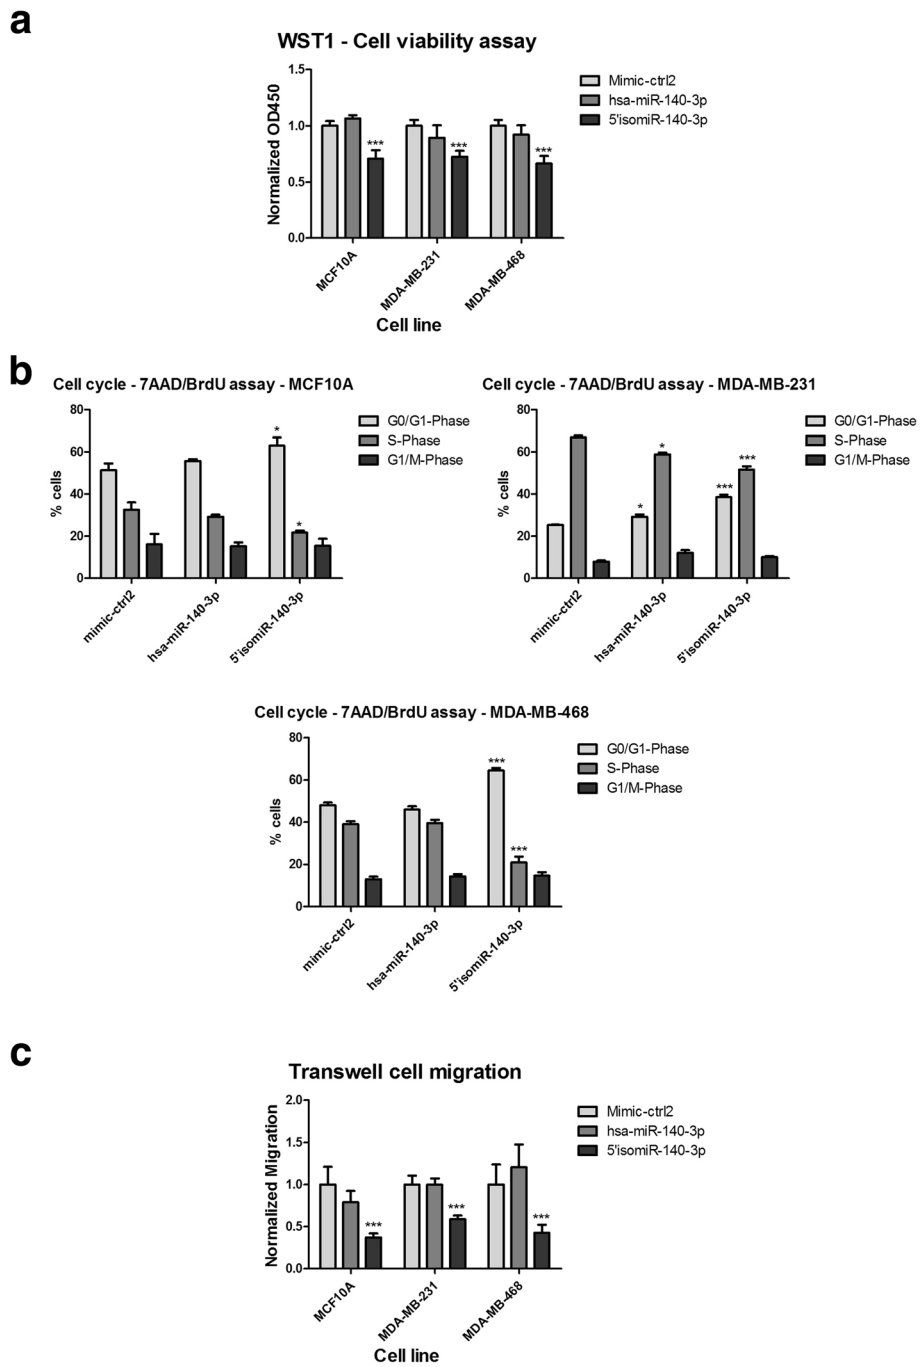 a
WST1 - Cell viability assay
Normalized OD450
1.5
1.0
0.5
0.0
***
***
***
MCF10A
MDA-MB-231
MDA-MB-468
Cell line
Mimic-ctrl2
hsa-miR-140-3p
5'isomiR-140-3p
b
Cell cycle - 7AAD/BrdU assay - MCF10A
% cells
80
60
40
20
0
*
*
mimic-ctrl2
hsa-miR-140-3p
5'isomiR-140-3p
G0/G1-Phase
S-Phase
G1/M-Phase
Cell cycle - 7AAD/BrdU assay - MDA-MB-231
% cells
80
60
40
20
0
*
*
***
***
mimic-ctrl2
hsa-miR-140-3p
5'isomiR-140-3p
G0/G1-Phase
S-Phase
G1/M-Phase
Cell cycle - 7AAD/BrdU assay - MDA-MB-468
% cells
80
60
40
20
0
***
***
mimic-ctrl2
hsa-miR-140-3p
5'isomiR-140-3p
G0/G1-Phase
S-Phase
G1/M-Phase
c
Transwell cell migration
Normalized Migration
2.0
1.5
1.0
0.5
0.0
***
***
***
MCF10A
MDA-MB-231
MDA-MB-468
Cell line
Mimic-ctrl2
hsa-miR-140-3p
5'isomiR-140-3p